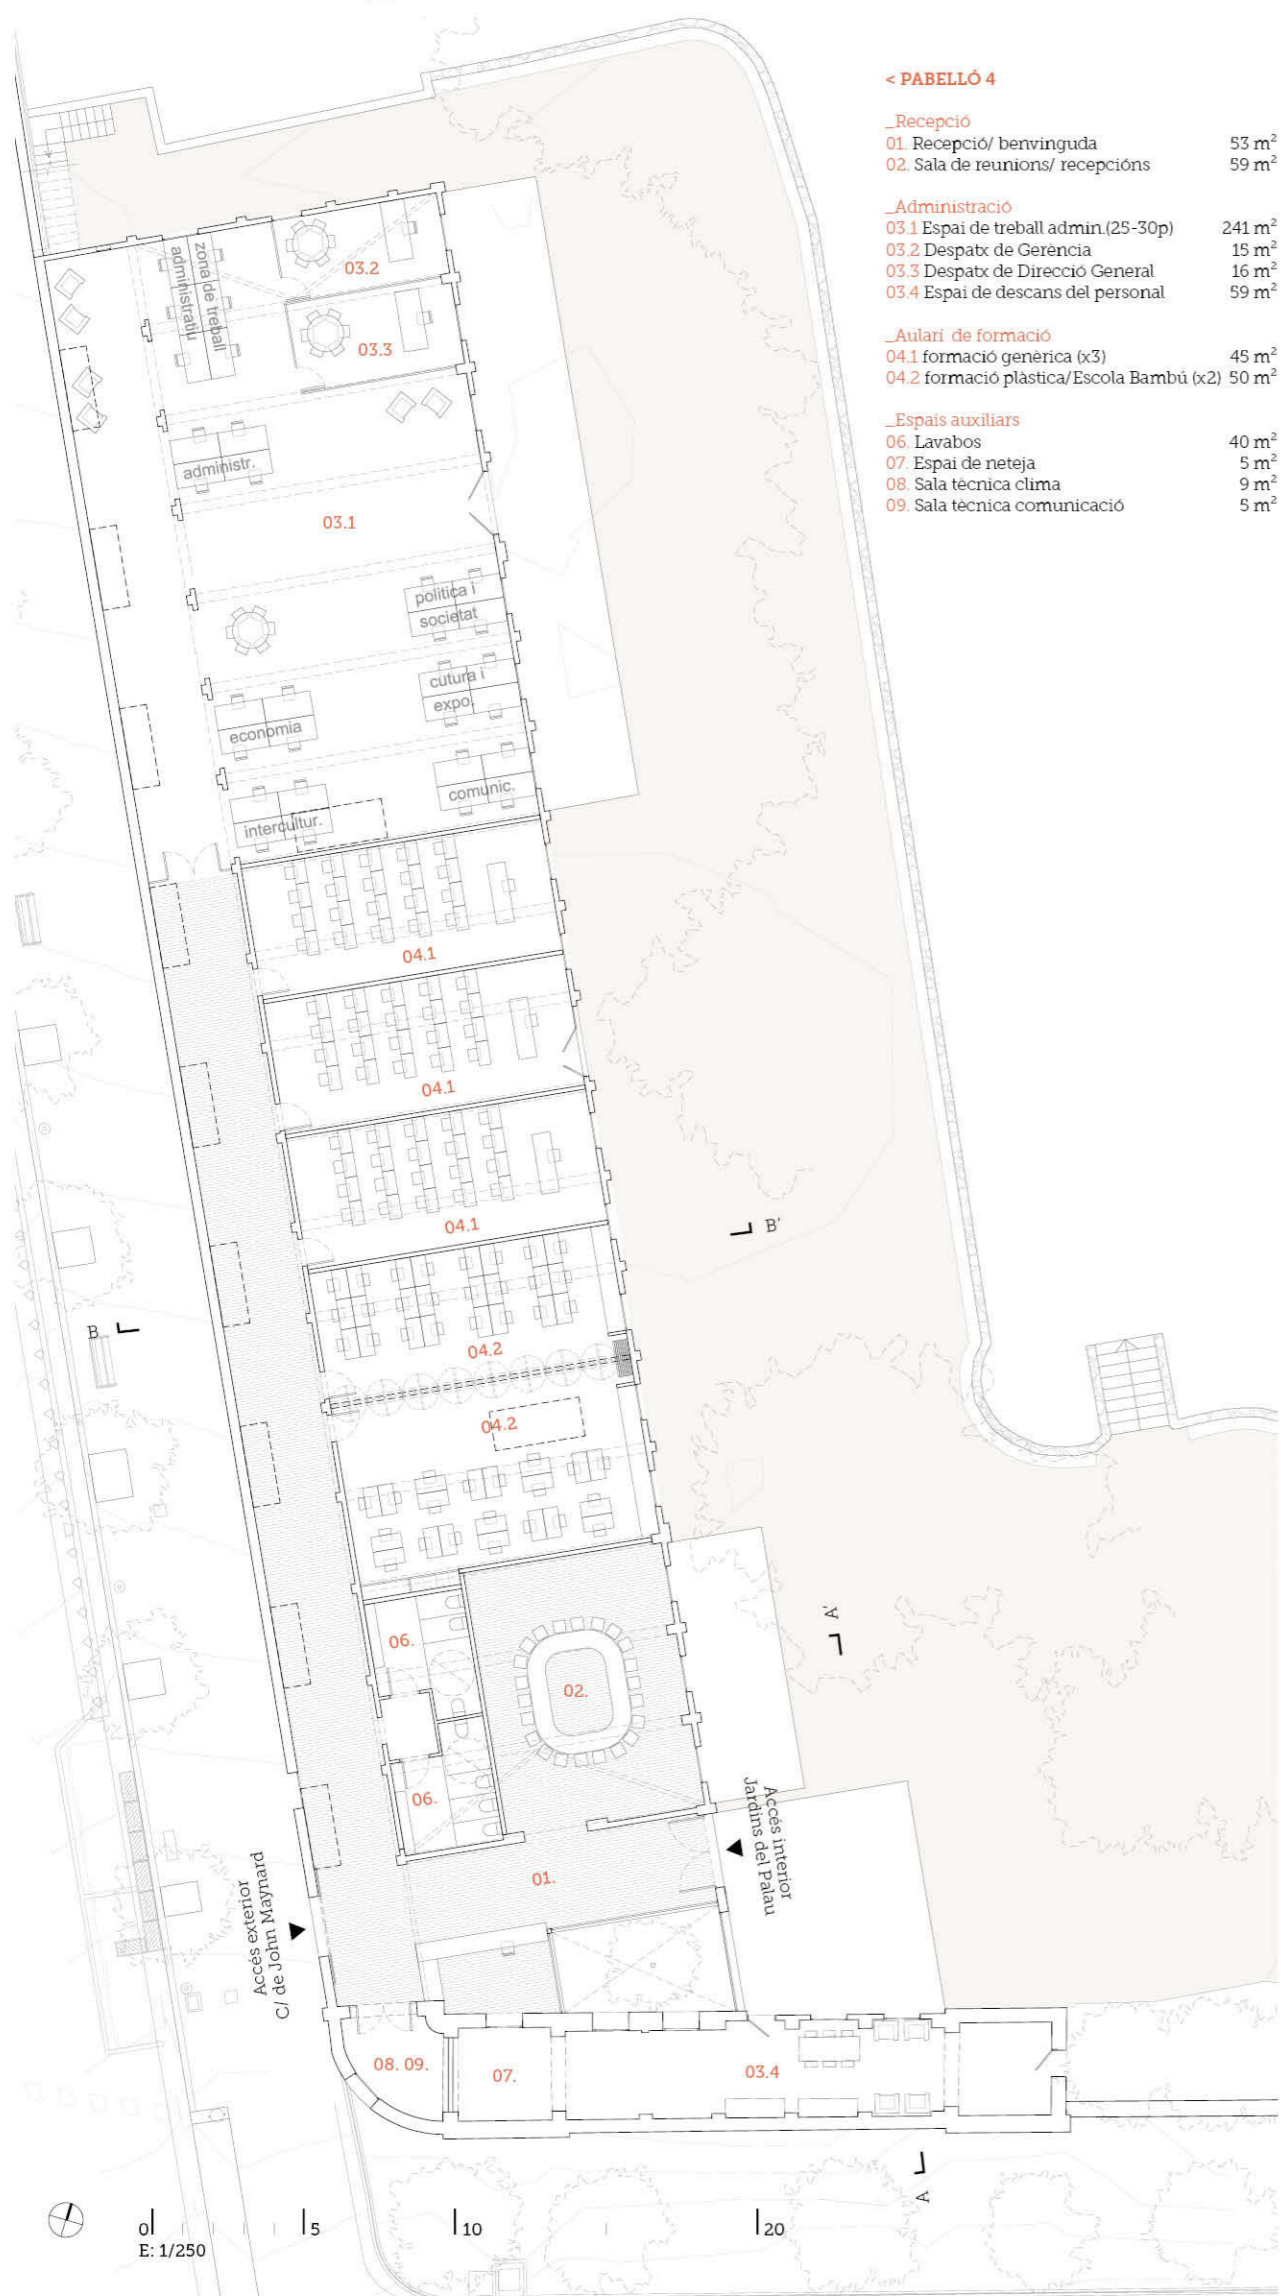 < PABELLÓ 4
_Recepció
01. Recepció/ benvinguda 53 m²
02. Sala de reunions/ recepcións 59 m²
_Administració
03.1 Espai de treball admin.(25-30p) 241 m²
03.2 Despatx de Gerència 15 m²
03.3 Despatx de Direcció General 16 m²
03.4 Espai de descans del personal 59 m²
_Aulari de formació
04.1 formació genèrica (x3) 45 m²
04.2 formació plàstica/Escola Bambú (x2) 50 m²
_Espais auxiliars
06. Lavabos 40 m²
07. Espai de neteja 5 m²
08. Sala tècnica clima 9 m²
09. Sala tècnica comunicació 5 m²
zona de treball
administratiu
03.2
03.3
administr.
03.1
politica i
societat
cutura i
expo.
economia
comunic.
intercultur.
04.1
04.1
04.1
B'
B
04.2
04.2
A'
06.
02.
06.
Accés interior
Jardins del Palau
01.
Accés exterior
C/ de John Maynard
08. 09.
07.
03.4
A
0 5 10 20
E: 1/250